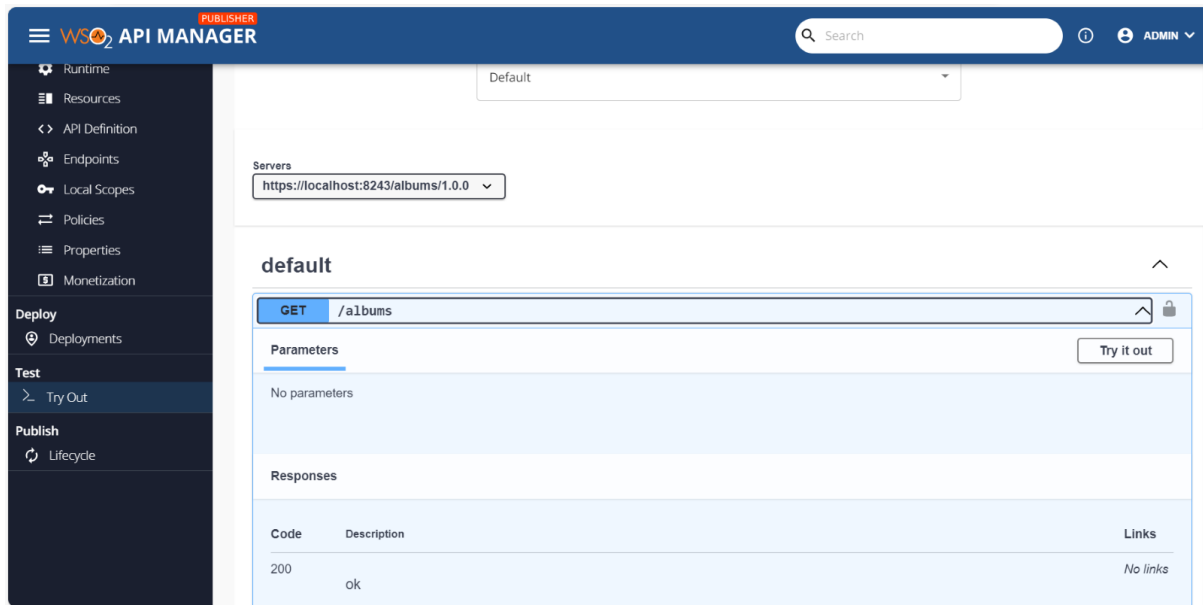 PUBLISHER
WSO2 API MANAGER
Search
ADMIN
Runtime
Resources
API Definition
Endpoints
Local Scopes
Policies
Properties
Monetization
Deploy
Deployments
Test
Try Out
Publish
Lifecycle
Default
Servers
https://localhost:8243/albums/1.0.0
default
GET /albums
Parameters Try it out
No parameters
Responses
Code Description Links
200 ok No links